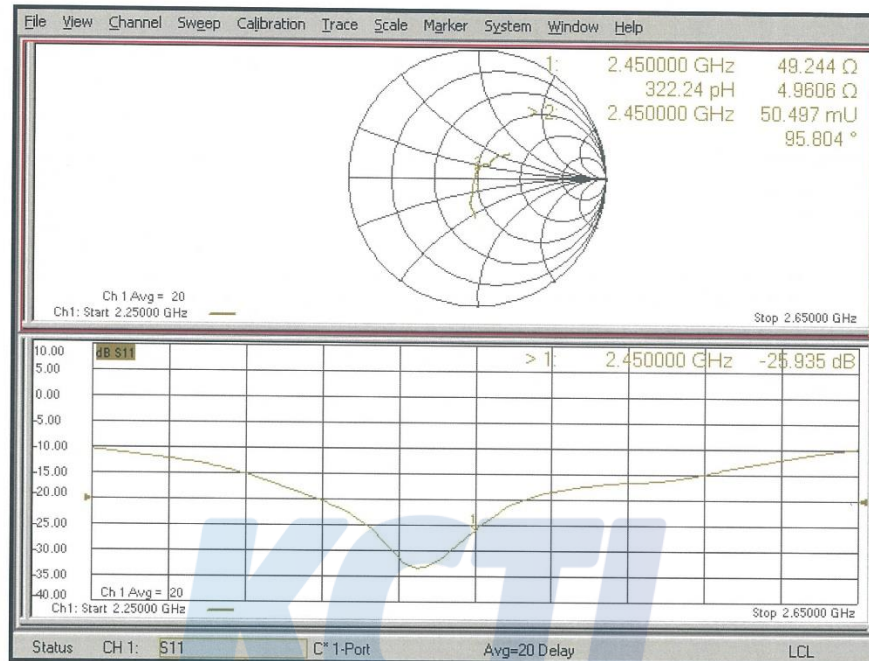 File View Channel Sweep Calibration Trace Scale Marker System Window Help
1: 2.450000 GHz 49.244 Ω
322.24 pH 4.9606 Ω
> 2: 2.450000 GHz 50.497 mU
95.804 °
Ch 1 Avg = 20
Ch1: Start 2.25000 GHz
Stop 2.65000 GHz
10.00
dB S11
> 1: 2.450000 GHz -25.935 dB
5.00
0.00
-5.00
-10.00
-15.00
-20.00
-25.00
1
-30.00
-35.00
-40.00
Ch 1 Avg = 20
Ch1: Start 2.25000 GHz
Stop 2.65000 GHz
KCTL
Status CH 1: S11 C* 1-Port Avg=20 Delay LCL